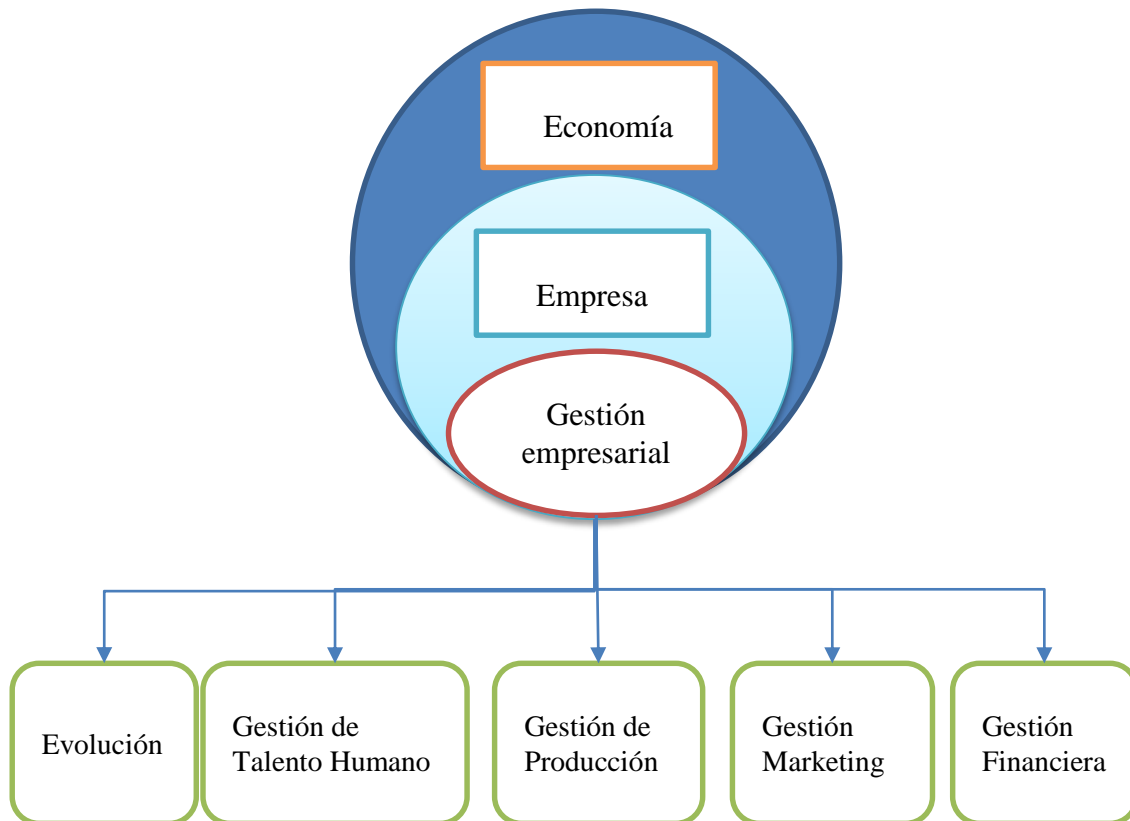 Economía
Empresa
Gestión
empresarial
Evolución
Gestión de
Talento Humano
Gestión de
Producción
Gestión
Marketing
Gestión
Financiera